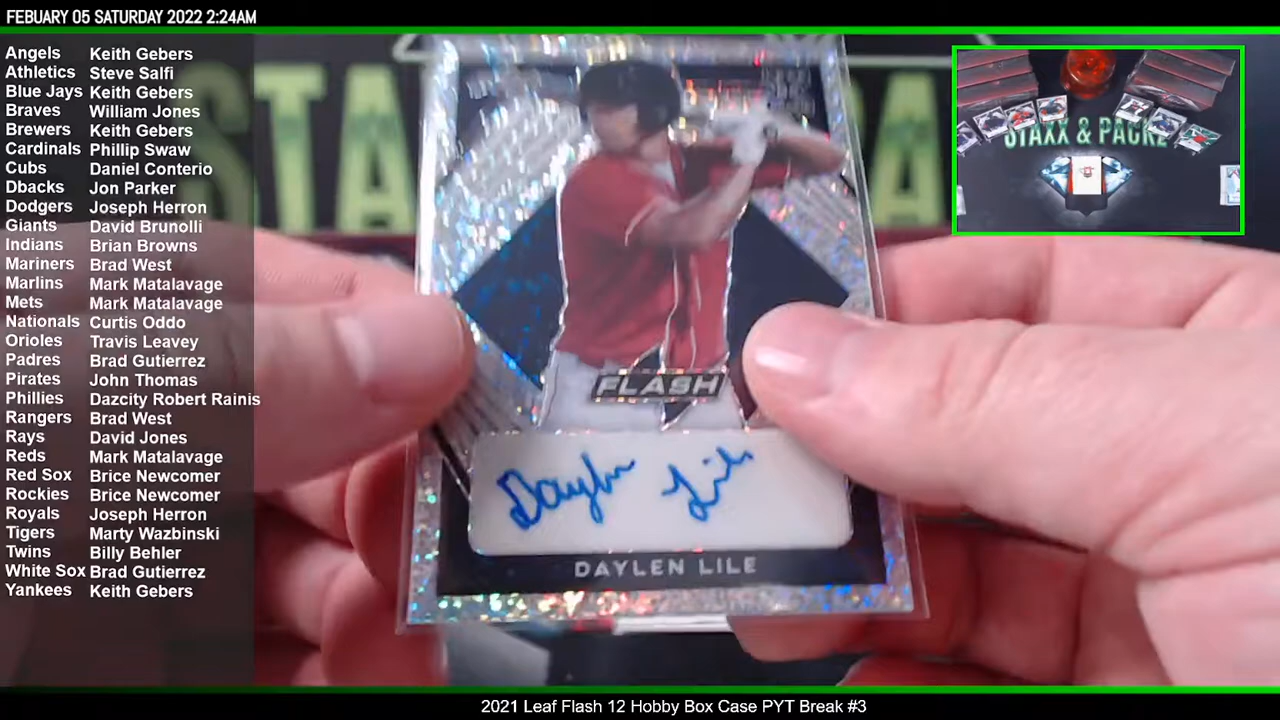 FEBUARY 05 SATURDAY 2022 2:24AM
Angels Keith Gebers
Athletics Steve Salfi
Blue Jays Keith Gebers
Braves William Jones
Brewers Keith Gebers
Cardinals Phillip Swaw
Cubs Daniel Conterio
Dbacks Jon Parker
Dodgers Joseph Herron
Giants David Brunolli
Indians Brian Browns
Mariners Brad West
Marlins Mark Matalavage
Mets Mark Matalavage
Nationals Curtis Oddo
Orioles Travis Leavey
Padres Brad Gutierrez
Pirates John Thomas
Phillies Dazcity Robert Rainis
Rangers Brad West
Rays David Jones
Reds Mark Matalavage
Red Sox Brice Newcomer
Rockies Brice Newcomer
Royals Joseph Herron
Tigers Marty Wazbinski
Twins Billy Behler
White Sox Brad Gutierrez
Yankees Keith Gebers
STAXX & PACKZ
FLASH
Daylen Lile
DAYLEN LILE
2021 Leaf Flash 12 Hobby Box Case PYT Break #3